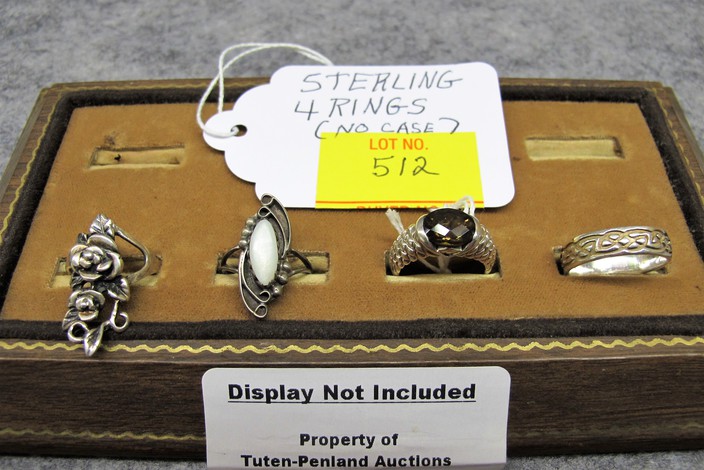 STERLING
4 RINGS
(NO CASE)
LOT NO.
512
Display Not Included
Property of
Tuten-Penland Auctions